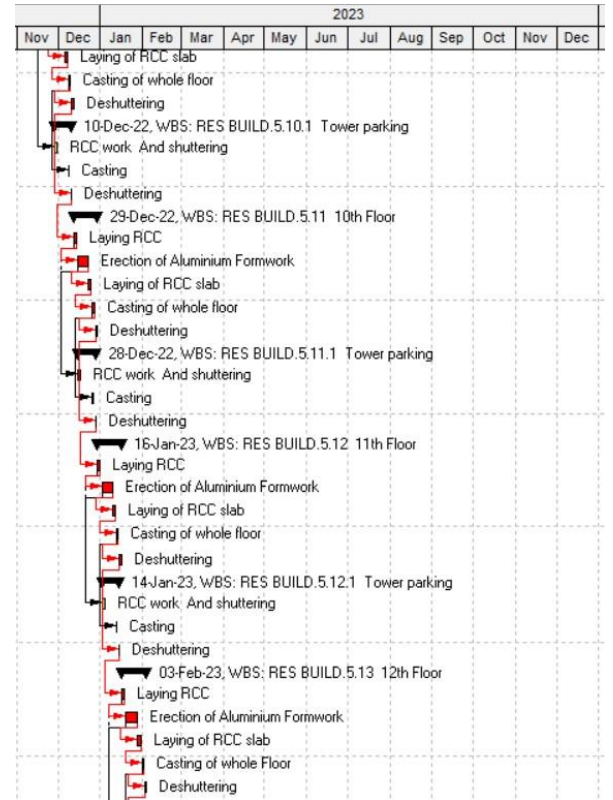 2023
Nov Dec Jan Feb Mar Apr May Jun Jul Aug Sep Oct Nov Dec
Laying of RCC slab
Casting of whole floor
Deshuttering
10-Dec-22, WBS: RES BUILD.5.10.1 Tower parking
RCC work And shuttering
Casting
Deshuttering
29-Dec-22, WBS: RES BUILD.5.11 10th Floor
Laying RCC
Erection of Aluminium Formwork
Laying of RCC slab
Casting of whole floor
Deshuttering
28-Dec-22, WBS: RES BUILD.5.11.1 Tower parking
RCC work And shuttering
Casting
Deshuttering
16-Jan-23, WBS: RES BUILD.5.12 11th Floor
Laying RCC
Erection of Aluminium Formwork
Laying of RCC slab
Casting of whole floor
Deshuttering
14-Jan-23, WBS: RES BUILD.5.12.1 Tower parking
RCC work And shuttering
Casting
Deshuttering
03-Feb-23, WBS: RES BUILD.5.13 12th Floor
Laying RCC
Erection of Aluminium Formwork
Laying of RCC slab
Casting of whole Floor
Deshuttering